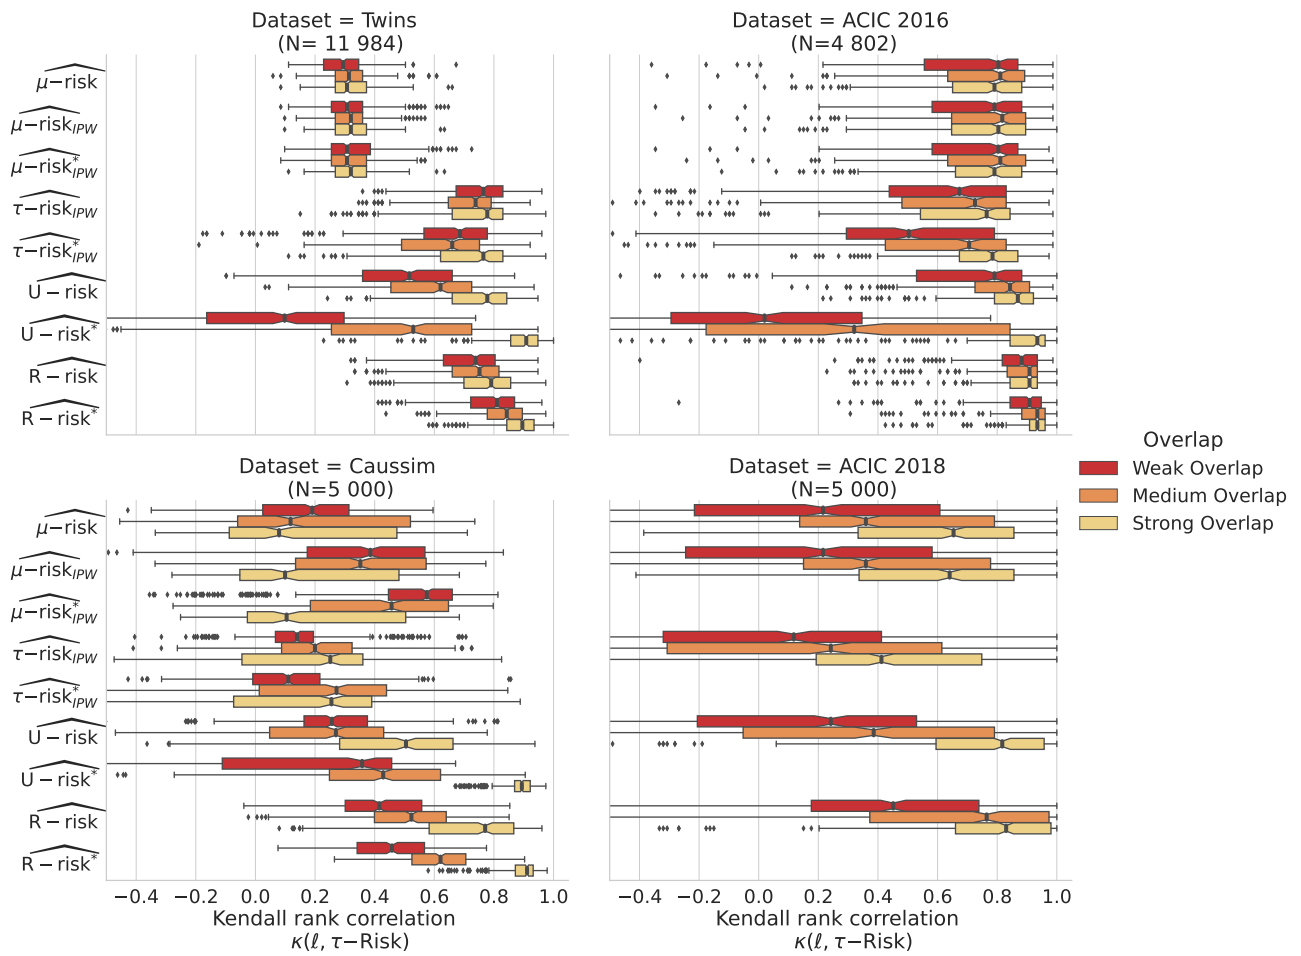 Dataset = Twins
(N= 11 984)
Dataset = ACIC 2016
(N=4 802)
μ−risk
μ−risk_IPW
μ−risk*_IPW
τ−risk_IPW
τ−risk*_IPW
U − risk
U − risk*
R − risk
R − risk*
Dataset = Caussim
(N=5 000)
Dataset = ACIC 2018
(N=5 000)
Overlap
Weak Overlap
Medium Overlap
Strong Overlap
μ−risk
μ−risk_IPW
μ−risk*_IPW
τ−risk_IPW
τ−risk*_IPW
U − risk
U − risk*
R − risk
R − risk*
−0.4 −0.2 0.0 0.2 0.4 0.6 0.8 1.0
−0.4 −0.2 0.0 0.2 0.4 0.6 0.8 1.0
Kendall rank correlation
κ(ℓ, τ−Risk)
Kendall rank correlation
κ(ℓ, τ−Risk)